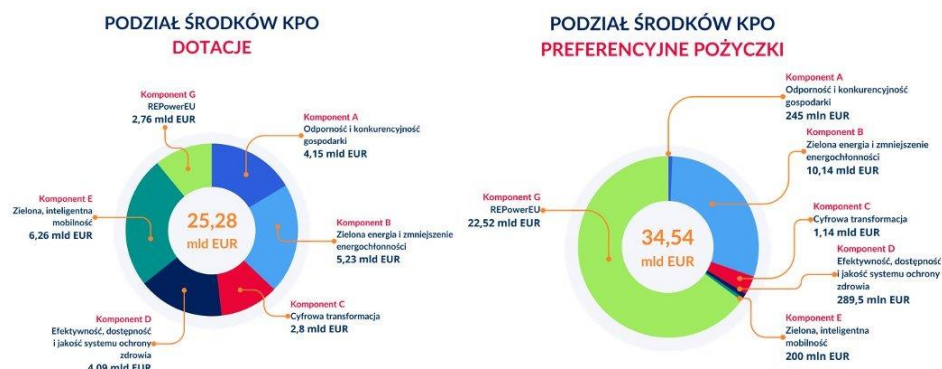 PODZIAŁ ŚRODKÓW KPO
DOTACJE
Komponent G
REPowerEU
2,76 mld EUR
Komponent A
Odporność i konkurencyjność
gospodarki
4,15 mld EUR
Komponent E
Zielona, inteligentna
mobilność
6,26 mld EUR
25,28
mld EUR
Komponent B
Zielona energia i zmniejszenie
energochłonności
5,23 mld EUR
Komponent C
Cyfrowa transformacja
2,8 mld EUR
Komponent D
Efektywność, dostępność
i jakość systemu ochrony
zdrowia
4,09 mld EUR
PODZIAŁ ŚRODKÓW KPO
PREFERENCYJNE POŻYCZKI
Komponent A
Odporność i konkurencyjność
gospodarki
245 mln EUR
Komponent B
Zielona energia i zmniejszenie
energochłonności
10,14 mld EUR
Komponent G
REPowerEU
22,52 mld EUR
34,54
mld EUR
Komponent C
Cyfrowa transformacja
1,14 mld EUR
Komponent D
Efektywność, dostępność
i jakość systemu ochrony
zdrowia
289,5 mln EUR
Komponent E
Zielona, inteligentna
mobilność
200 mln EUR